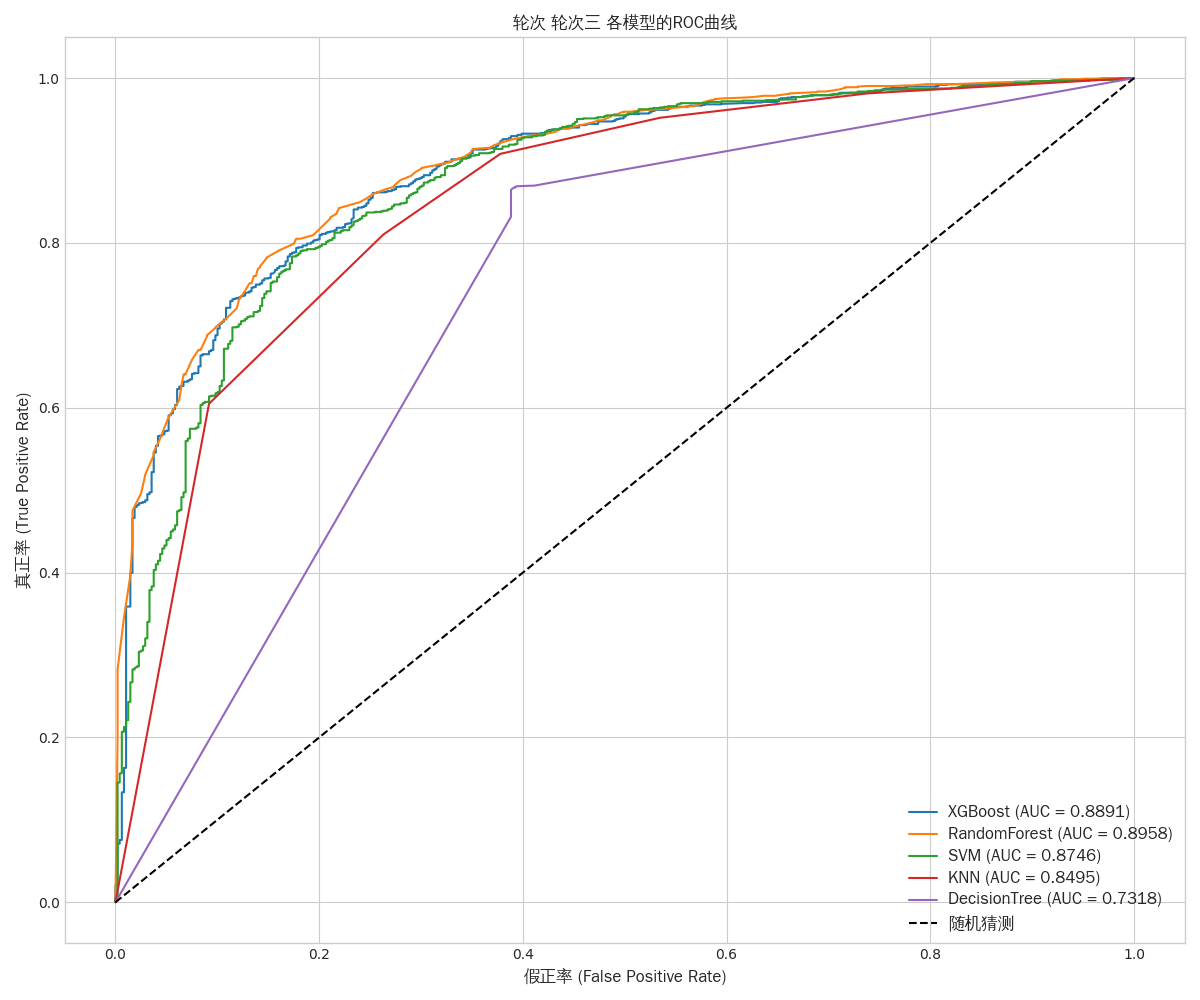 轮次 轮次三 各模型的ROC曲线
真正率 (True Positive Rate)
1.0
0.8
0.6
0.4
0.2
0.0
0.0 0.2 0.4 0.6 0.8 1.0
假正率 (False Positive Rate)
XGBoost (AUC = 0.8891)
RandomForest (AUC = 0.8958)
SVM (AUC = 0.8746)
KNN (AUC = 0.8495)
DecisionTree (AUC = 0.7318)
随机猜测